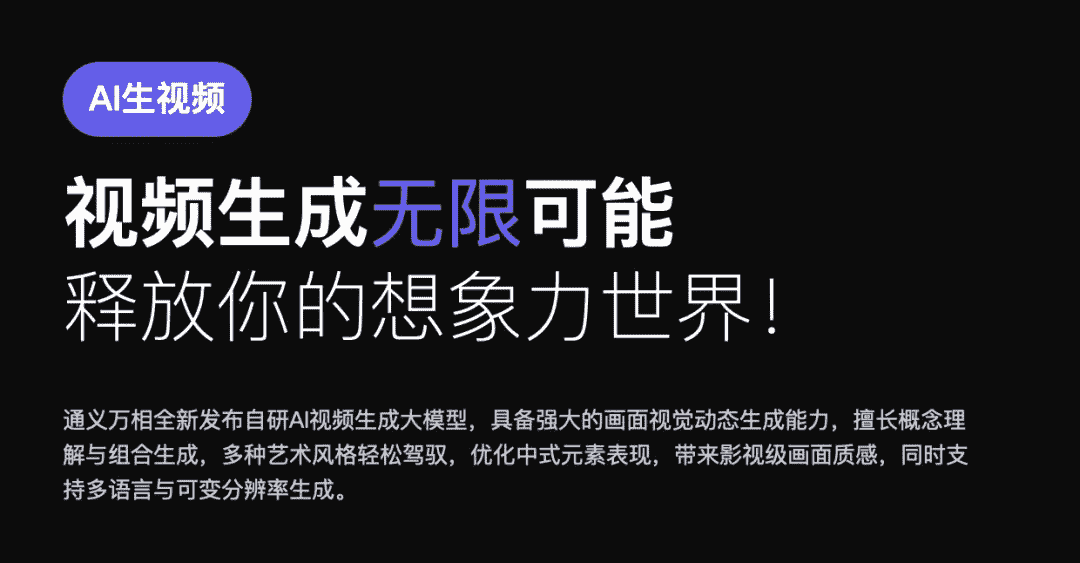 AI生视频
视频生成无限可能
释放你的想象力世界！
通义万相全新发布自研AI视频生成大模型，具备强大的画面视觉动态生成能力，擅长概念理
解与组合生成，多种艺术风格轻松驾驭，优化中式元素表现，带来影视级画面质感，同时支
持多语言与可变分辨率生成。